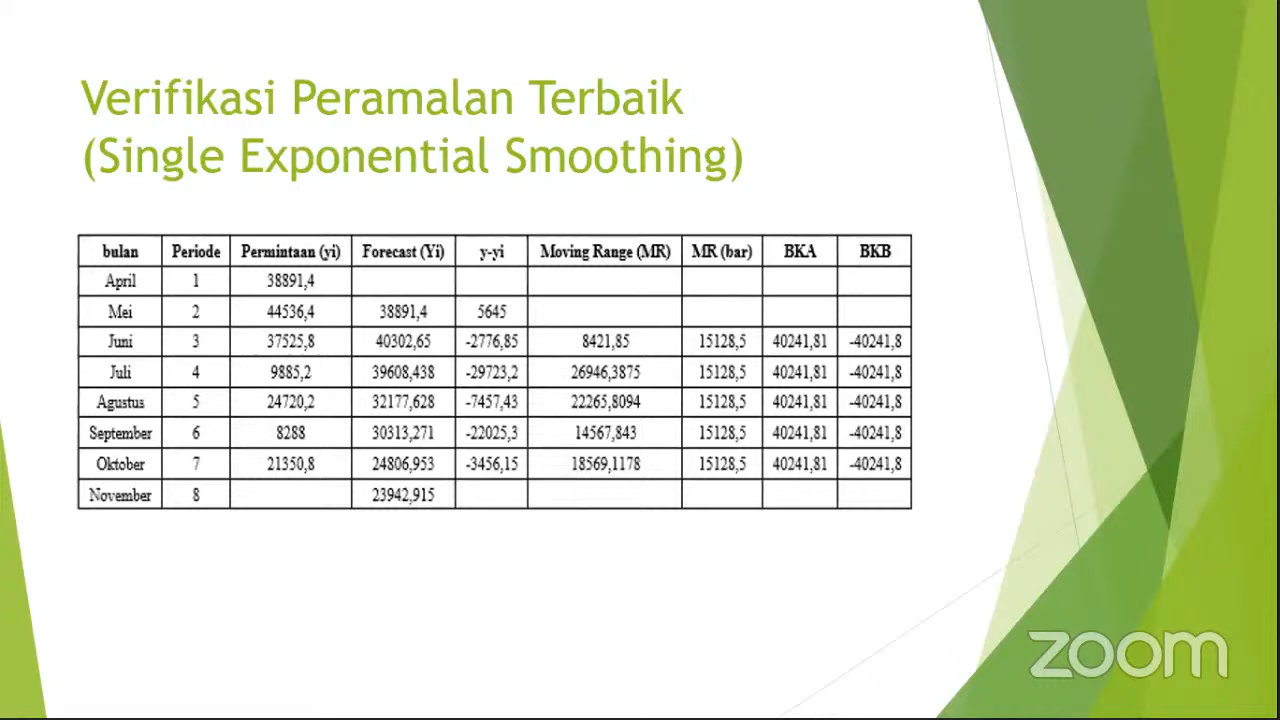 Verifikasi Peramalan Terbaik
(Single Exponential Smoothing)
bulan Periode Permintaan (yi) Forecast (Yi) y-yi Moving Range (MR) MR (bar) BKA BKB
April 1 38891,4
Mei 2 44536,4 38891,4 5645
Juni 3 37525,8 40302,65 -2776,85 8421,85 15128,5 40241,81 -40241,8
Juli 4 9885,2 39608,438 -29723,2 26946,3875 15128,5 40241,81 -40241,8
Agustus 5 24720,2 32177,628 -7457,43 22265,8094 15128,5 40241,81 -40241,8
September 6 8288 30313,271 -22025,3 14567,843 15128,5 40241,81 -40241,8
Oktober 7 21350,8 24806,953 -3456,15 18569,1178 15128,5 40241,81 -40241,8
November 8 23942,915
zoom